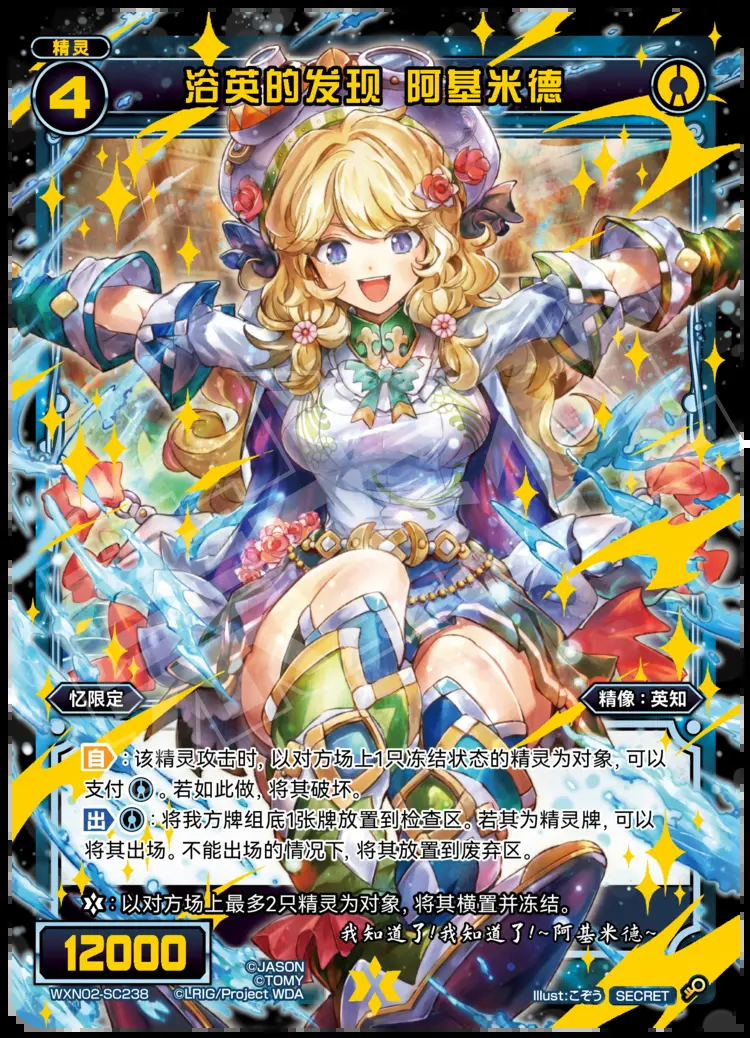 精灵
4
浴英的发现 阿基米德
忆限定
精像：英知
自：该精灵攻击时，以对方场上1只冻结状态的精灵为对象，可以
支付。若如此做，将其破坏。
出：将我方牌组底1张牌放置到检查区。若其为精灵牌，可以
将其出场。不能出场的情况下，将其放置到废弃区。
：以对方场上最多2只精灵为对象，将其横置并冻结。
我知道了!我知道了!~阿基米德~
12000
©JASON
©TOMY
WXN02-SC238 ©LRIG/Project WDA
Illust:こぞう SECRET